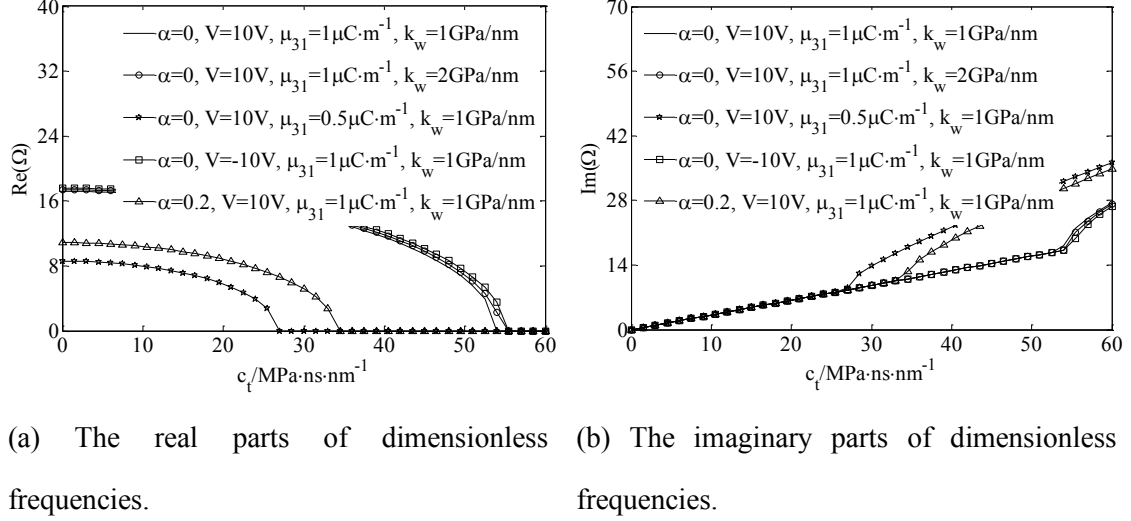 40
32
24
16
8
0
Re(Ω)
α=0, V=10V, μ31=1μC·m-1, kw=1GPa/nm
α=0, V=10V, μ31=1μC·m-1, kw=2GPa/nm
α=0, V=10V, μ31=0.5μC·m-1, kw=1GPa/nm
α=0, V=-10V, μ31=1μC·m-1, kw=1GPa/nm
α=0.2, V=10V, μ31=1μC·m-1, kw=1GPa/nm
0 10 20 30 40 50 60
ct/MPa·ns·nm-1
70
56
42
28
14
0
Im(Ω)
α=0, V=10V, μ31=1μC·m-1, kw=1GPa/nm
α=0, V=10V, μ31=1μC·m-1, kw=2GPa/nm
α=0, V=10V, μ31=0.5μC·m-1, kw=1GPa/nm
α=0, V=-10V, μ31=1μC·m-1, kw=1GPa/nm
α=0.2, V=10V, μ31=1μC·m-1, kw=1GPa/nm
0 10 20 30 40 50 60
ct/MPa·ns·nm-1
(a) The real parts of dimensionless
frequencies.
(b) The imaginary parts of dimensionless
frequencies.